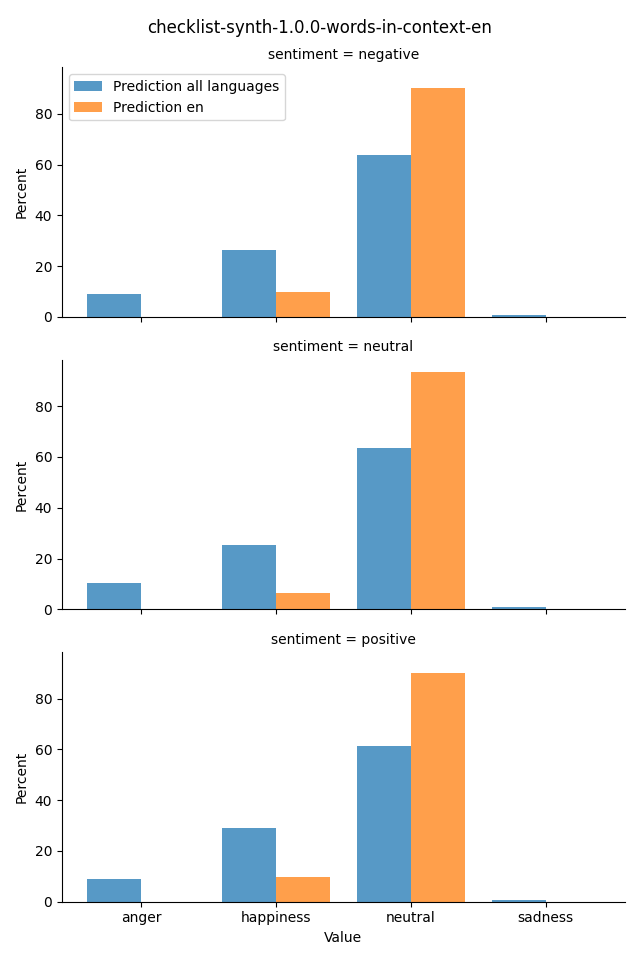 checklist-synth-1.0.0-words-in-context-en
sentiment = negative
Prediction all languages
Prediction en
80
60
40
20
0
Percent
sentiment = neutral
80
60
40
20
0
Percent
sentiment = positive
80
60
40
20
0
Percent
anger happiness neutral sadness
Value